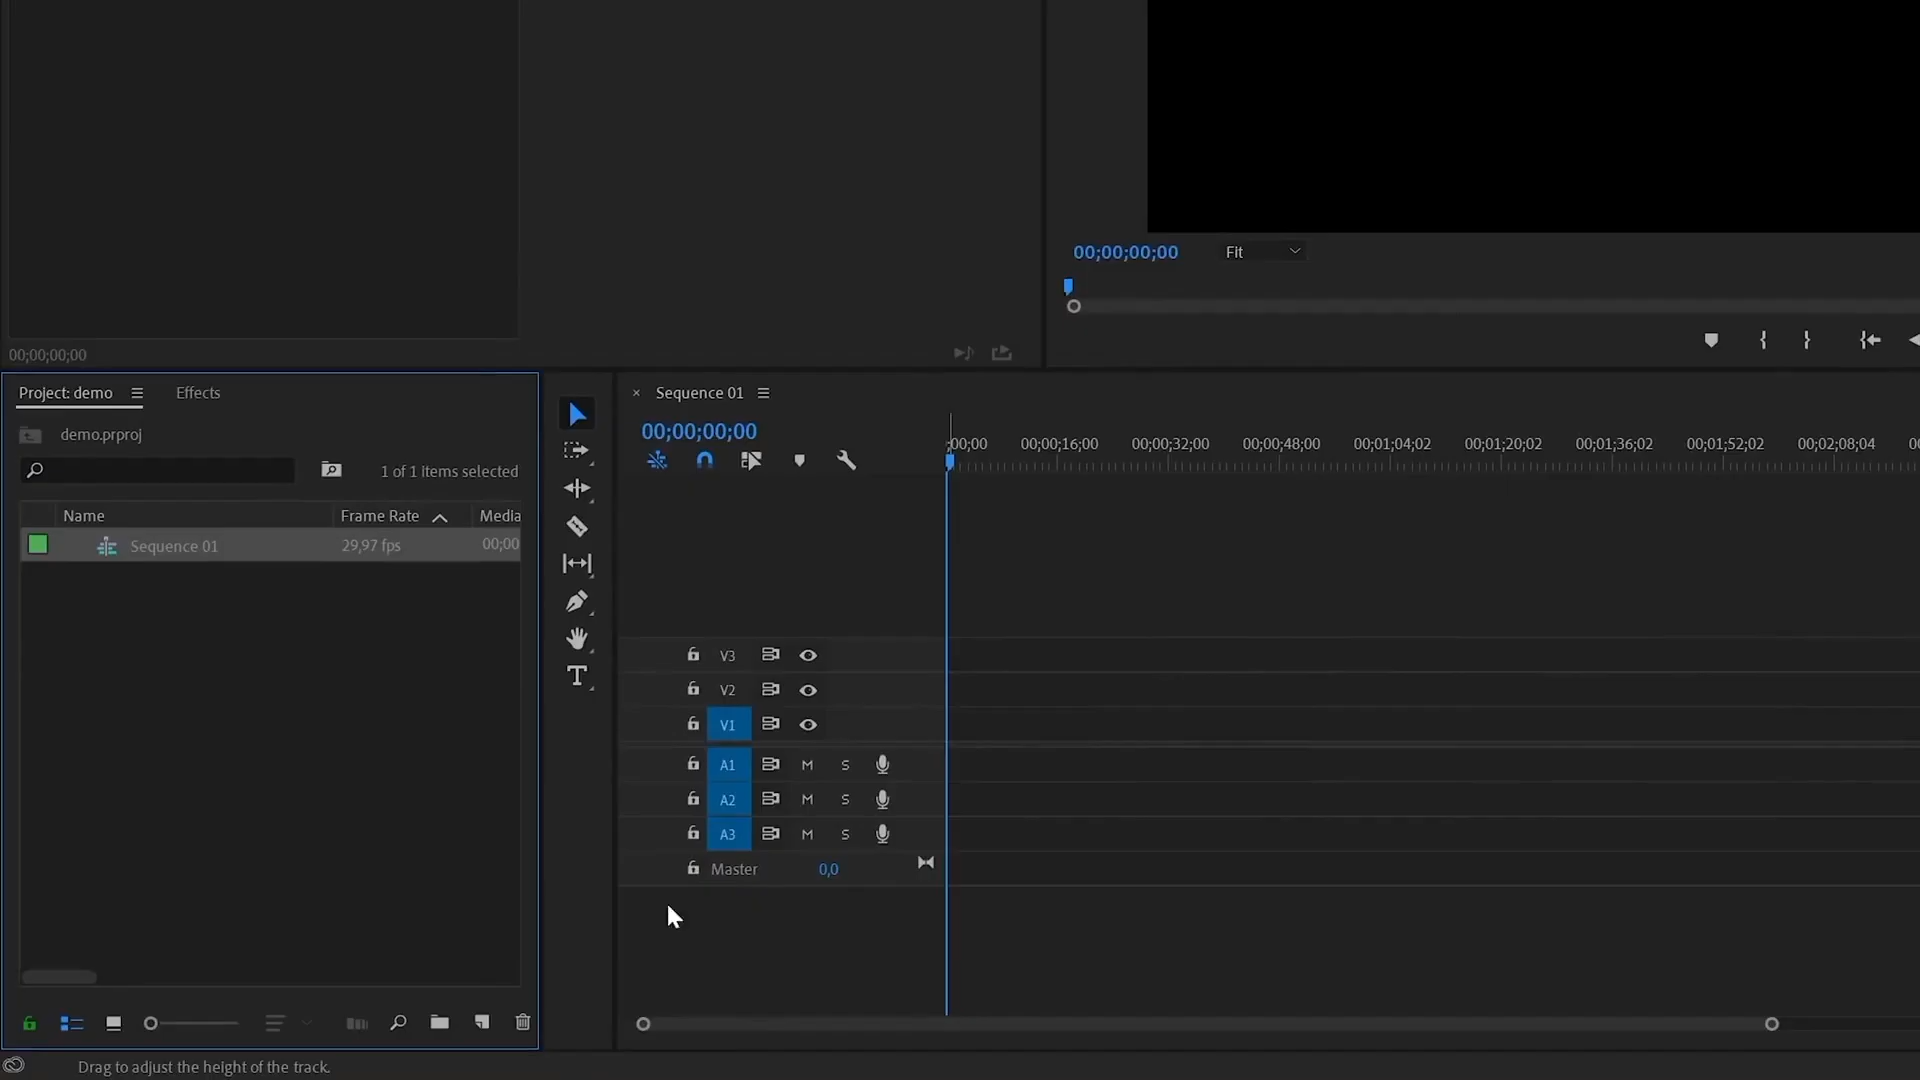 00;00;00;00
Fit
00;00;00;00
Project: demo
Effects
demo.prproj
1 of 1 Items selected
Name
Frame Rate
Media
Sequence 01
29,97 fps
00;00
× Sequence 01
00;00;00;00
;00;00
00;00;16;00
00;00;32;00
00;00;48;00
00;01;04;02
00;01;20;02
00;01;36;02
00;01;52;02
00;02;08;04
V3
V2
V1
A1 M S
A2 M S
A3 M S
Master 0,0
Drag to adjust the height of the track.